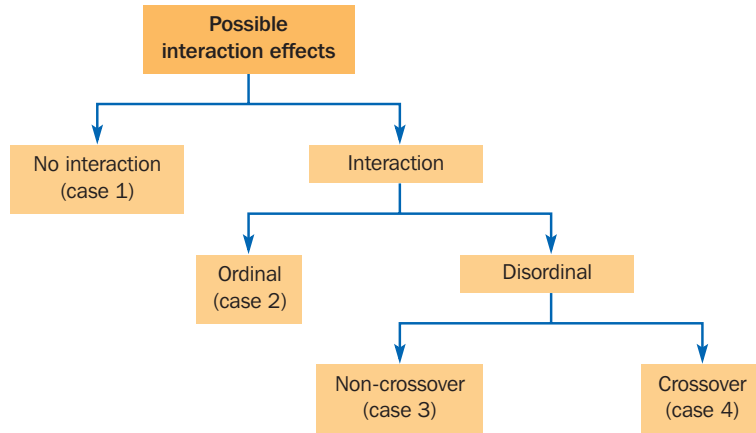 Possible
interaction effects
No interaction
(case 1)
Interaction
Ordinal
(case 2)
Disordinal
Non-crossover
(case 3)
Crossover
(case 4)